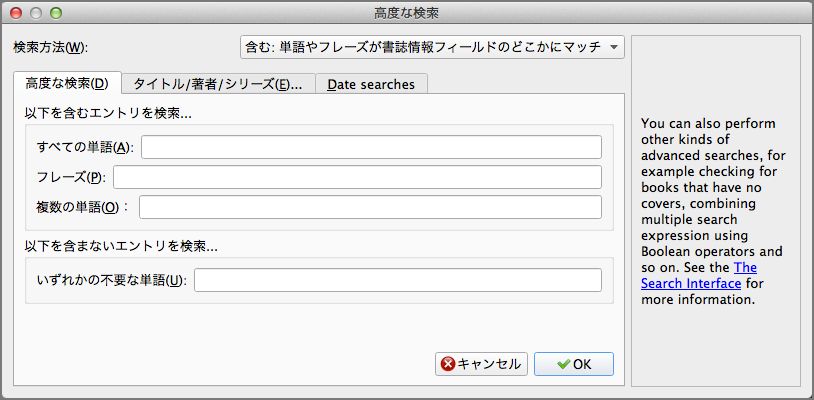 高度な検索
検索方法(W):
含む: 単語やフレーズが書誌情報フィールドのどこかにマッチ
高度な検索(D)
タイトル/著者/シリーズ(E)...
Date searches
以下を含むエントリを検索...
すべての単語(A):
フレーズ(P):
複数の単語(O)：
以下を含まないエントリを検索...
いずれかの不要な単語(U):
キャンセル
OK
You can also perform
other kinds of
advanced searches, for
example checking for
books that have no
covers, combining
multiple search
expression using
Boolean operators and
so on. See the The
Search Interface for
more information.